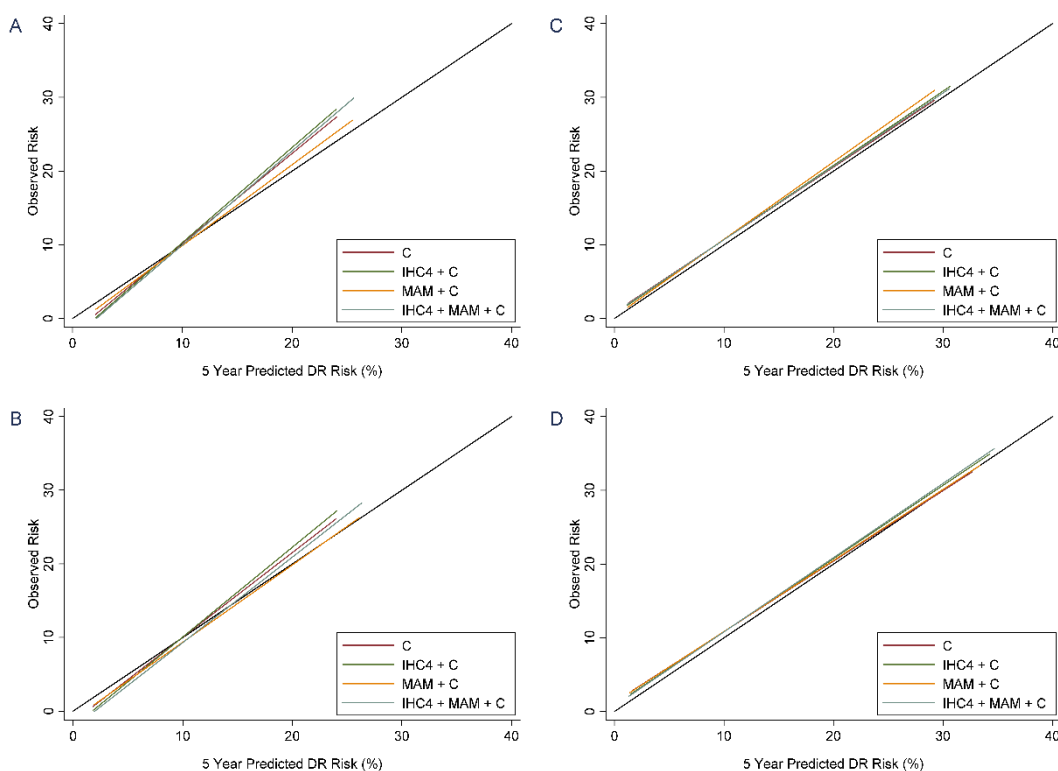 A
Observed Risk
40
30
20
10
0
C
IHC4 + C
MAM + C
IHC4 + MAM + C
0 10 20 30 40
5 Year Predicted DR Risk (%)
C
Observed Risk
40
30
20
10
0
C
IHC4 + C
MAM + C
IHC4 + MAM + C
0 10 20 30 40
5 Year Predicted DR Risk (%)
B
Observed Risk
40
30
20
10
0
C
IHC4 + C
MAM + C
IHC4 + MAM + C
0 10 20 30 40
5 Year Predicted DR Risk (%)
D
Observed Risk
40
30
20
10
0
C
IHC4 + C
MAM + C
IHC4 + MAM + C
0 10 20 30 40
5 Year Predicted DR Risk (%)